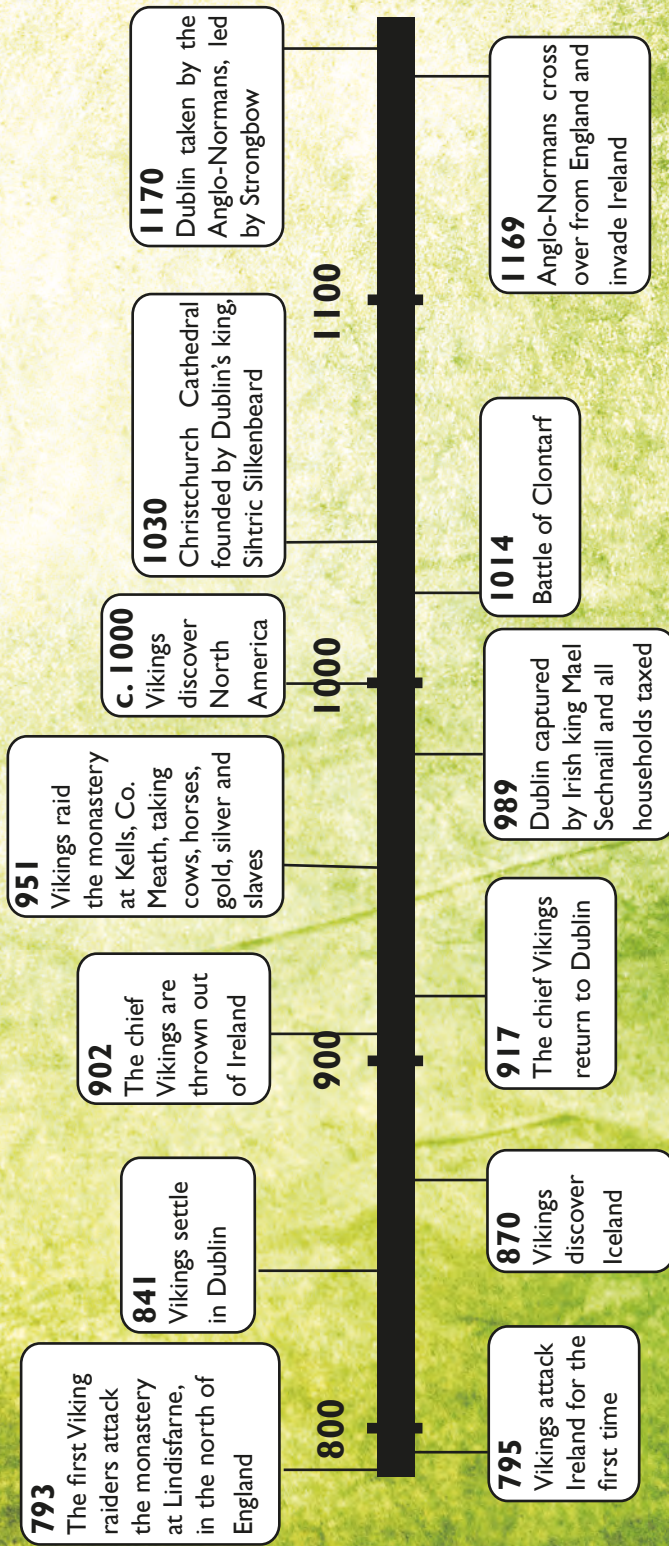 793
The first Viking
raiders attack
the monastery
at Lindisfarne,
in the north of
England
841
Vikings settle
in Dublin
902
The chief
Vikings are
thrown out
of Ireland
951
Vikings raid
the monastery
at Kells, Co.
Meath, taking
cows, horses,
gold, silver and
slaves
c. 1000
Vikings
discover
North
America
1030
Christchurch Cathedral
founded by Dublin's king,
Sihtric Silkenbeard
1170
Dublin taken by the
Anglo-Normans, led
by Strongbow
800
900
1000
1100
795
Vikings attack
Ireland for the
first time
870
Vikings
discover
Iceland
917
The chief Vikings
return to Dublin
989
Dublin captured
by Irish king Mael
Sechnaill and all
households taxed
1014
Battle of Clontarf
1169
Anglo-Normans cross
over from England and
invade Ireland